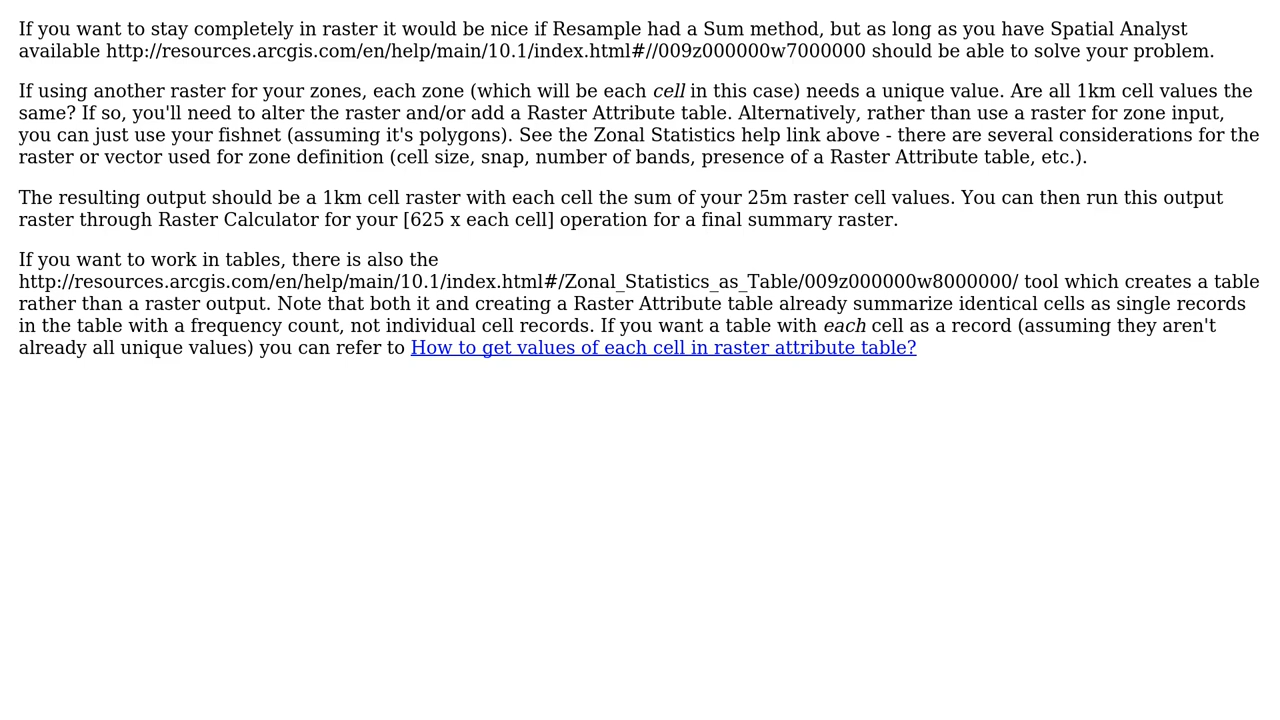 If you want to stay completely in raster it would be nice if Resample had a Sum method, but as long as you have Spatial Analyst
available http://resources.arcgis.com/en/help/main/10.1/index.html#//009z000000w7000000 should be able to solve your problem.
If using another raster for your zones, each zone (which will be each cell in this case) needs a unique value. Are all 1km cell values the
same? If so, you'll need to alter the raster and/or add a Raster Attribute table. Alternatively, rather than use a raster for zone input,
you can just use your fishnet (assuming it's polygons). See the Zonal Statistics help link above - there are several considerations for the
raster or vector used for zone definition (cell size, snap, number of bands, presence of a Raster Attribute table, etc.).
The resulting output should be a 1km cell raster with each cell the sum of your 25m raster cell values. You can then run this output
raster through Raster Calculator for your [625 x each cell] operation for a final summary raster.
If you want to work in tables, there is also the
http://resources.arcgis.com/en/help/main/10.1/index.html#/Zonal_Statistics_as_Table/009z000000w8000000/ tool which creates a table
rather than a raster output. Note that both it and creating a Raster Attribute table already summarize identical cells as single records
in the table with a frequency count, not individual cell records. If you want a table with each cell as a record (assuming they aren't
already all unique values) you can refer to How to get values of each cell in raster attribute table?